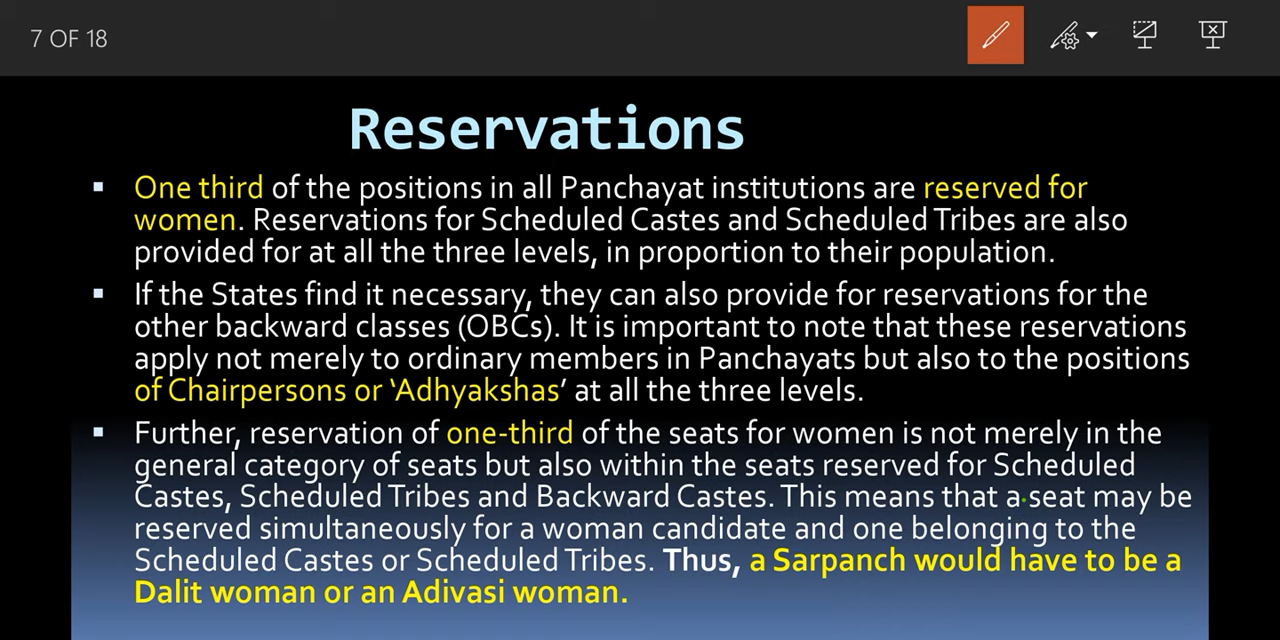 7 OF 18
Reservations
▪ One third of the positions in all Panchayat institutions are reserved for
women. Reservations for Scheduled Castes and Scheduled Tribes are also
provided for at all the three levels, in proportion to their population.
▪ If the States find it necessary, they can also provide for reservations for the
other backward classes (OBCs). It is important to note that these reservations
apply not merely to ordinary members in Panchayats but also to the positions
of Chairpersons or ‘Adhyakshas’ at all the three levels.
▪ Further, reservation of one-third of the seats for women is not merely in the
general category of seats but also within the seats reserved for Scheduled
Castes, Scheduled Tribes and Backward Castes. This means that a seat may be
reserved simultaneously for a woman candidate and one belonging to the
Scheduled Castes or Scheduled Tribes. Thus, a Sarpanch would have to be a
Dalit woman or an Adivasi woman.